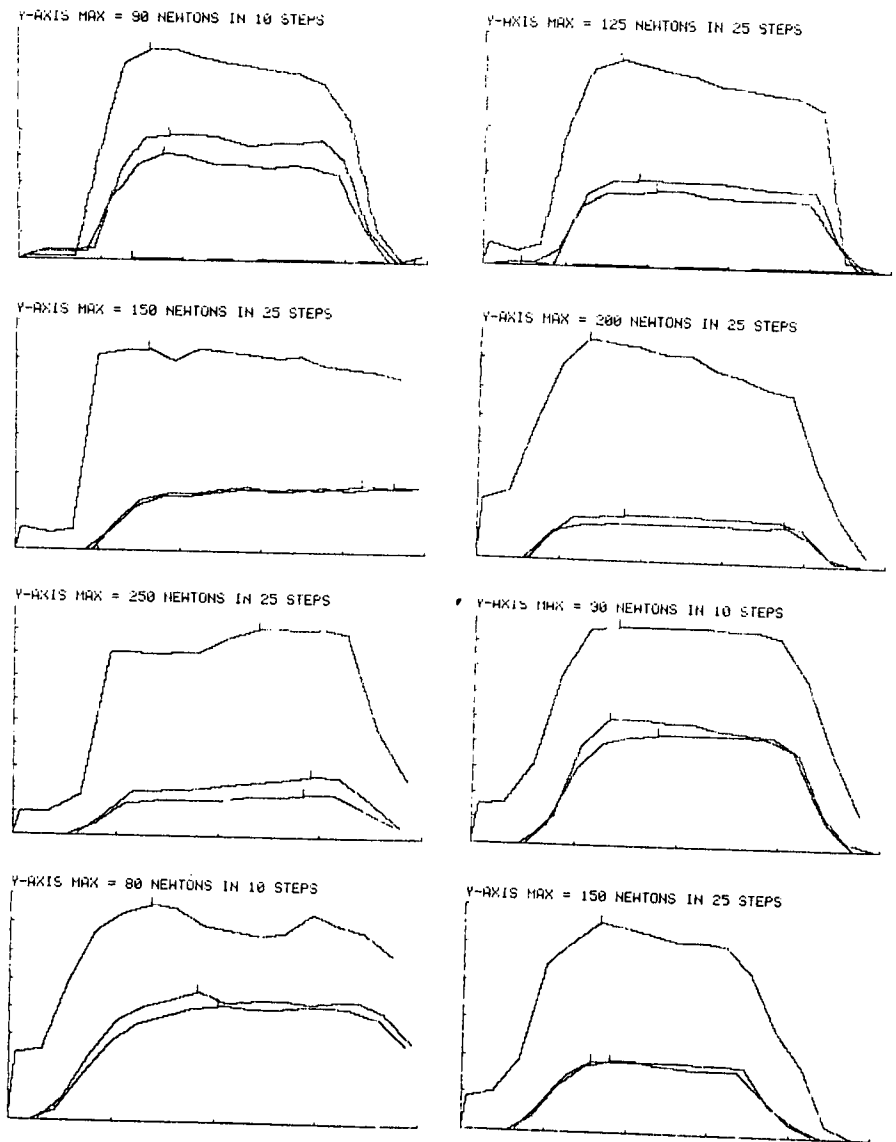 Y-AXIS MAX = 90 NEWTONS IN 10 STEPS
Y-AXIS MAX = 125 NEWTONS IN 25 STEPS
Y-AXIS MAX = 150 NEWTONS IN 25 STEPS
Y-AXIS MAX = 200 NEWTONS IN 25 STEPS
Y-AXIS MAX = 250 NEWTONS IN 25 STEPS
Y-AXIS MAX = 90 NEWTONS IN 10 STEPS
Y-AXIS MAX = 80 NEWTONS IN 10 STEPS
Y-AXIS MAX = 150 NEWTONS IN 25 STEPS